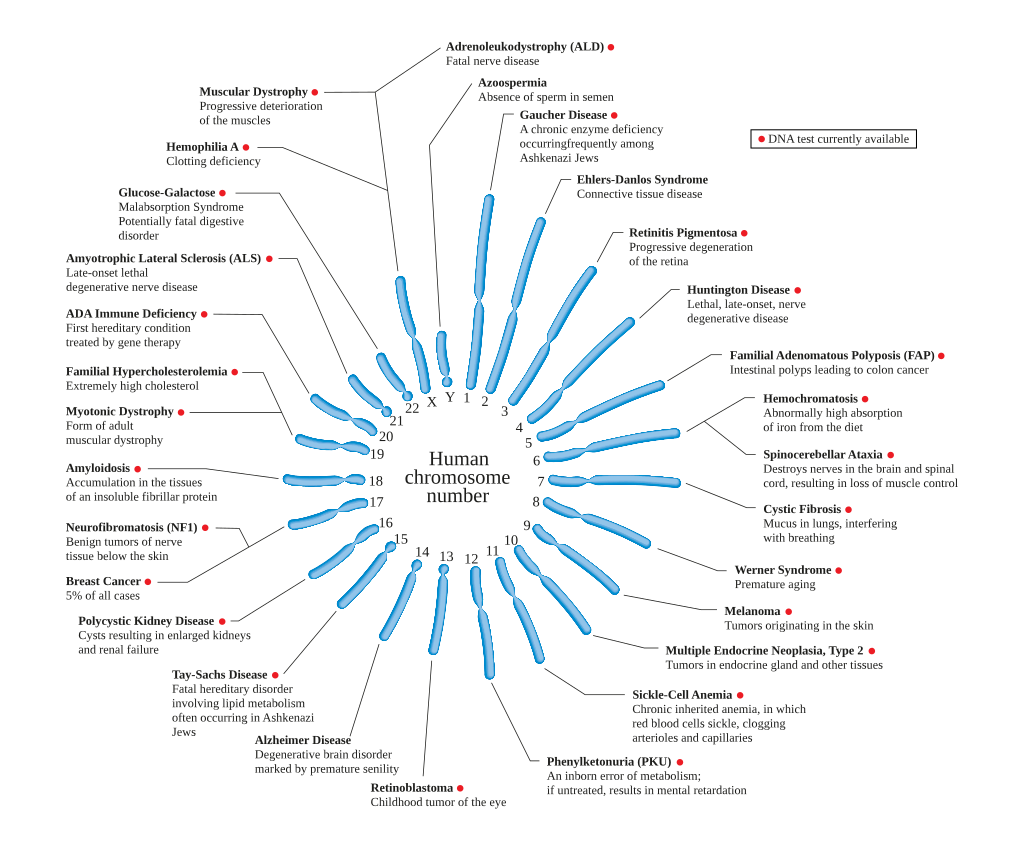 Adrenoleukodystrophy (ALD)
Fatal nerve disease
Azoospermia
Absence of sperm in semen
Gaucher Disease
A chronic enzyme deficiency
occurringfrequently among
Ashkenazi Jews
DNA test currently available
Ehlers-Danlos Syndrome
Connective tissue disease
Retinitis Pigmentosa
Progressive degeneration
of the retina
Huntington Disease
Lethal, late-onset, nerve
degenerative disease
Familial Adenomatous Polyposis (FAP)
Intestinal polyps leading to colon cancer
Hemochromatosis
Abnormally high absorption
of iron from the diet
Spinocerebellar Ataxia
Destroys nerves in the brain and spinal
cord, resulting in loss of muscle control
Cystic Fibrosis
Mucus in lungs, interfering
with breathing
Werner Syndrome
Premature aging
Melanoma
Tumors originating in the skin
Multiple Endocrine Neoplasia, Type 2
Tumors in endocrine gland and other tissues
Sickle-Cell Anemia
Chronic inherited anemia, in which
red blood cells sickle, clogging
arterioles and capillaries
Phenylketonuria (PKU)
An inborn error of metabolism;
if untreated, results in mental retardation
Retinoblastoma
Childhood tumor of the eye
Alzheimer Disease
Degenerative brain disorder
marked by premature senility
Tay-Sachs Disease
Fatal hereditary disorder
involving lipid metabolism
often occurring in Ashkenazi
Jews
Polycystic Kidney Disease
Cysts resulting in enlarged kidneys
and renal failure
Breast Cancer
5% of all cases
Neurofibromatosis (NF1)
Benign tumors of nerve
tissue below the skin
Amyloidosis
Accumulation in the tissues
of an insoluble fibrillar protein
Myotonic Dystrophy
Form of adult
muscular dystrophy
Familial Hypercholesterolemia
Extremely high cholesterol
ADA Immune Deficiency
First hereditary condition
treated by gene therapy
Amyotrophic Lateral Sclerosis (ALS)
Late-onset lethal
degenerative nerve disease
Glucose-Galactose
Malabsorption Syndrome
Potentially fatal digestive
disorder
Hemophilia A
Clotting deficiency
Muscular Dystrophy
Progressive deterioration
of the muscles
Human
chromosome
number
1
2
3
4
5
6
7
8
9
10
11
12
13
14
15
16
17
18
19
20
21
22
X
Y